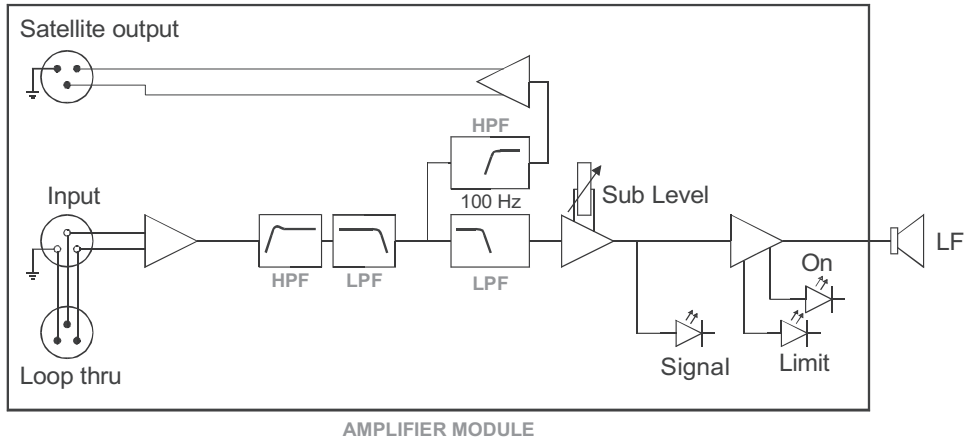 Satellite output
HPF
100 Hz
Sub Level
Input
HPF
LPF
LPF
LF
On
Signal
Limit
Loop thru
AMPLIFIER MODULE